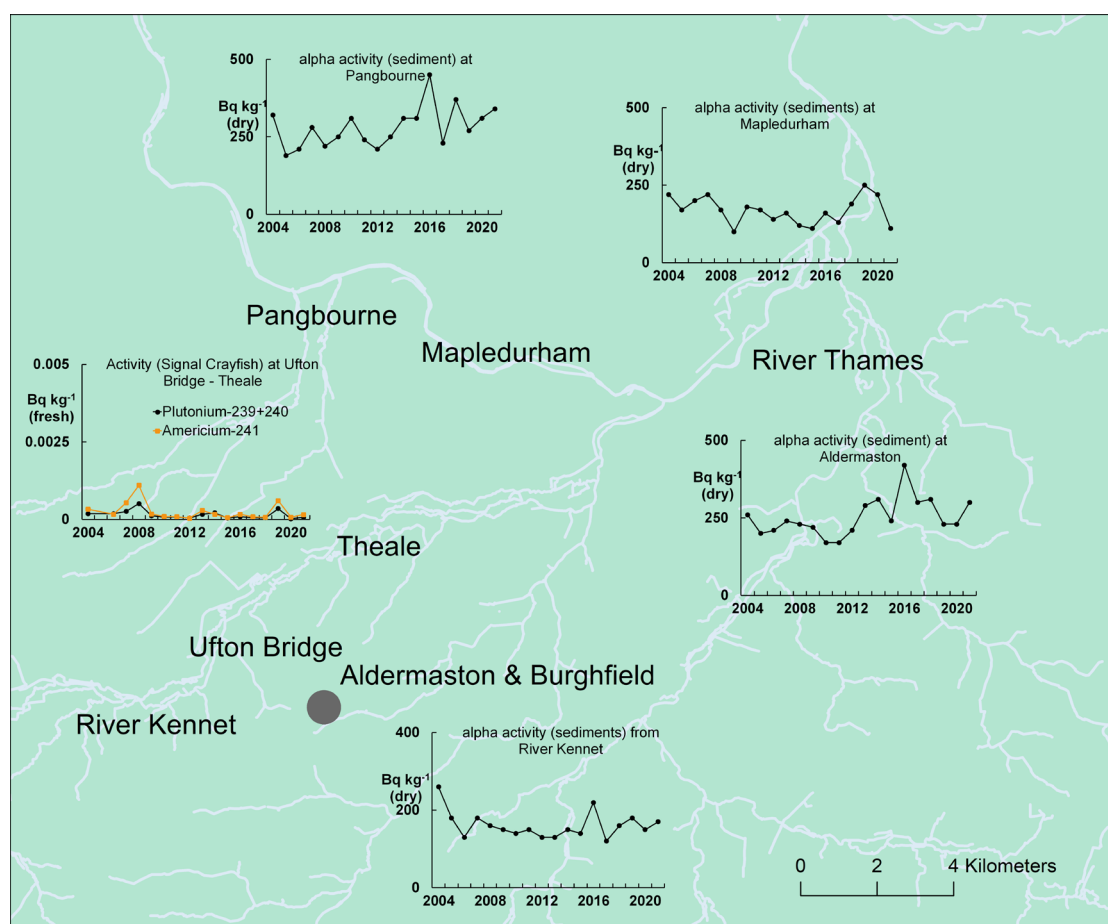 alpha activity (sediment) at
Pangbourne
500
Bq kg-1
(dry)
250
0
2004 2008 2012 2016 2020
alpha activity (sediments) at
Mapledurham
500
Bq kg-1
(dry)
250
0
2004 2008 2012 2016 2020
Pangbourne
Mapledurham
River Thames
Activity (Signal Crayfish) at Ufton
Bridge - Theale
0.005
Bq kg-1
(fresh)
Plutonium-239+240
Americium-241
0.0025
0
2004 2008 2012 2016 2020
alpha activity (sediment) at
Aldermaston
500
Bq kg-1
(dry)
250
0
2004 2008 2012 2016 2020
Theale
Ufton Bridge
Aldermaston & Burghfield
River Kennet
alpha activity (sediments) from
River Kennet
400
Bq kg-1
(dry)
200
0
2004 2008 2012 2016 2020
0 2 4 Kilometers